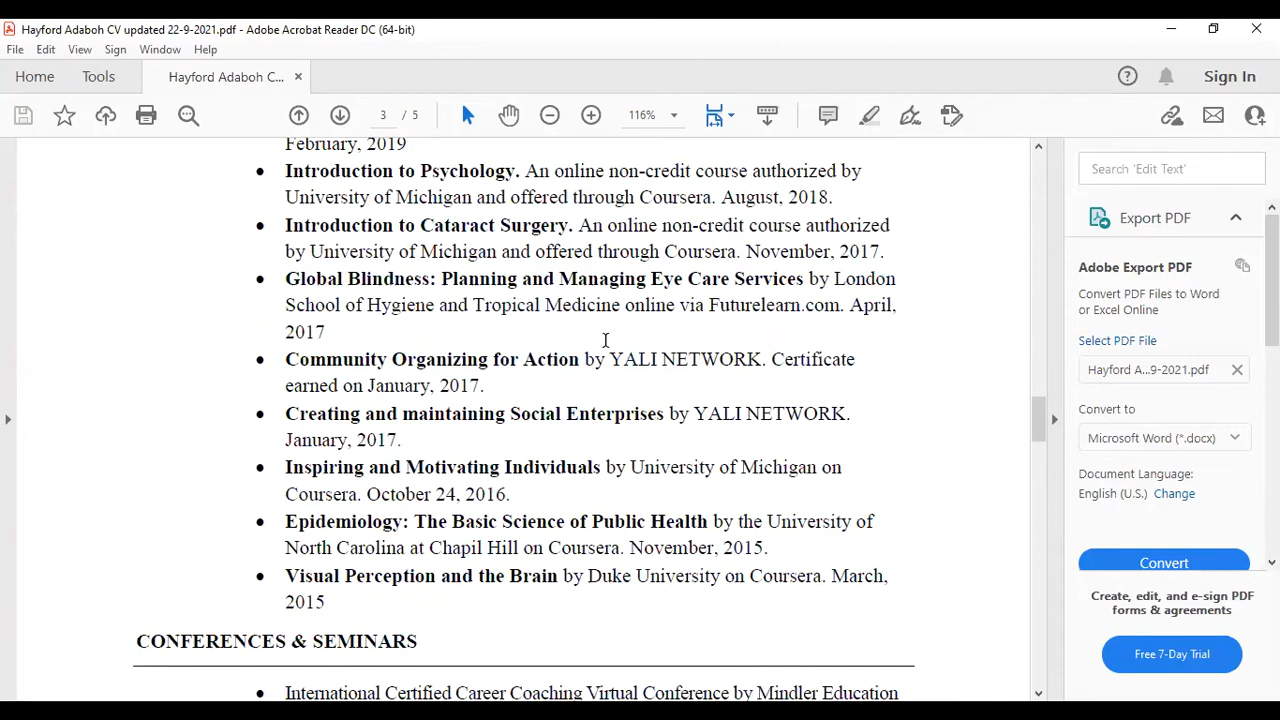 Hayford Adaboh CV updated 22-9-2021.pdf - Adobe Acrobat Reader DC (64-bit)
File Edit View Sign Window Help
Home Tools Hayford Adaboh C... × Sign In
3 / 5 116%
February, 2019
• Introduction to Psychology. An online non-credit course authorized by
University of Michigan and offered through Coursera. August, 2018.
• Introduction to Cataract Surgery. An online non-credit course authorized
by University of Michigan and offered through Coursera. November, 2017.
• Global Blindness: Planning and Managing Eye Care Services by London
School of Hygiene and Tropical Medicine online via Futurelearn.com. April,
2017
• Community Organizing for Action by YALI NETWORK. Certificate
earned on January, 2017.
• Creating and maintaining Social Enterprises by YALI NETWORK.
January, 2017.
• Inspiring and Motivating Individuals by University of Michigan on
Coursera. October 24, 2016.
• Epidemiology: The Basic Science of Public Health by the University of
North Carolina at Chapil Hill on Coursera. November, 2015.
• Visual Perception and the Brain by Duke University on Coursera. March,
2015
CONFERENCES & SEMINARS
• International Certified Career Coaching Virtual Conference by Mindler Education
Search 'Edit Text'
Export PDF
Adobe Export PDF
Convert PDF Files to Word
or Excel Online
Select PDF File
Hayford A...9-2021.pdf
Convert to
Microsoft Word (*.docx)
Document Language:
English (U.S.) Change
Convert
Create, edit, and e-sign PDF
forms & agreements
Free 7-Day Trial